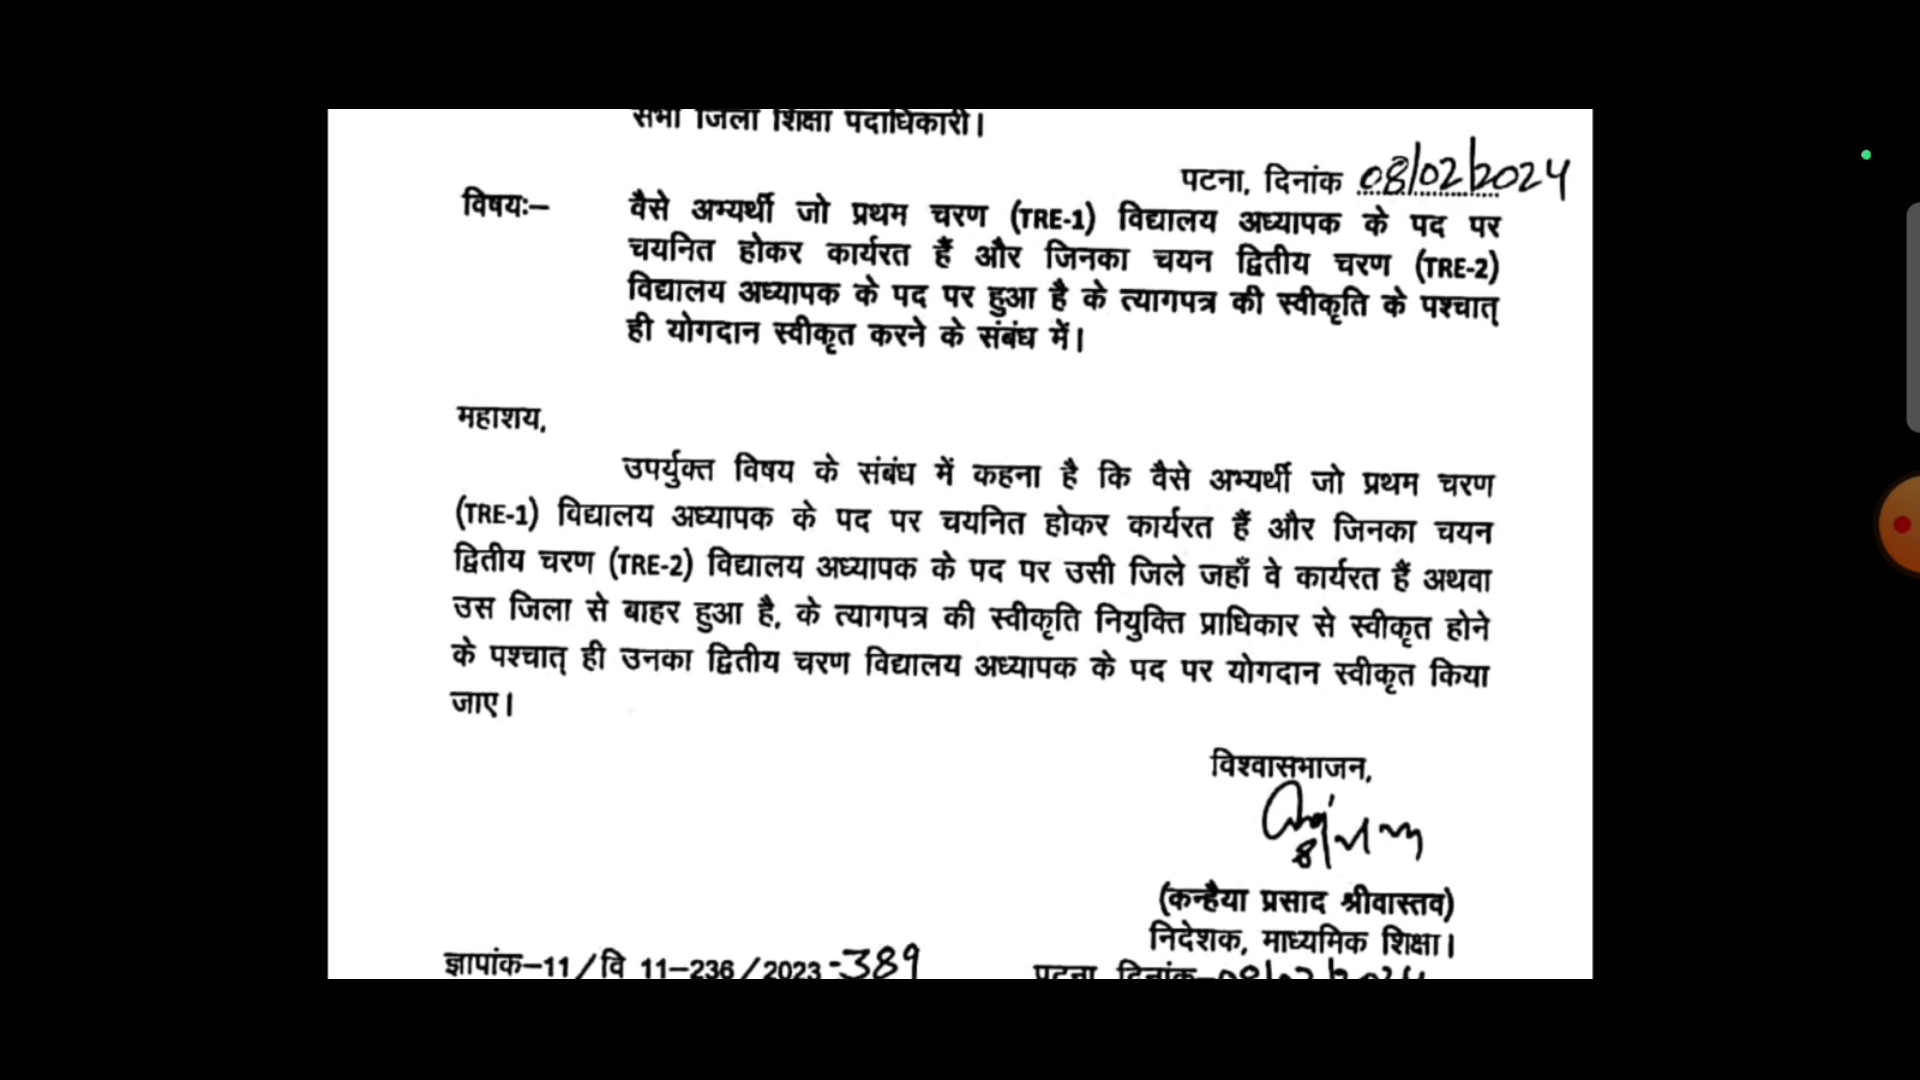 सभी जिला शिक्षा पदाधिकारी।
पटना, दिनांक 08/02/2024
विषयः– वैसे अभ्यर्थी जो प्रथम चरण (TRE-1) विद्यालय अध्यापक के पद पर
चयनित होकर कार्यरत हैं और जिनका चयन द्वितीय चरण (TRE-2)
विद्यालय अध्यापक के पद पर हुआ है के त्यागपत्र की स्वीकृति के पश्चात्
ही योगदान स्वीकृत करने के संबंध में।
महाशय,
उपर्युक्त विषय के संबंध में कहना है कि वैसे अभ्यर्थी जो प्रथम चरण
(TRE-1) विद्यालय अध्यापक के पद पर चयनित होकर कार्यरत हैं और जिनका चयन
द्वितीय चरण (TRE-2) विद्यालय अध्यापक के पद पर उसी जिले जहाँ वे कार्यरत हैं अथवा
उस जिला से बाहर हुआ है, के त्यागपत्र की स्वीकृति नियुक्ति प्राधिकार से स्वीकृत होने
के पश्चात् ही उनका द्वितीय चरण विद्यालय अध्यापक के पद पर योगदान स्वीकृत किया
जाए।
विश्वासभाजन,
(कन्हैया प्रसाद श्रीवास्तव)
निदेशक, माध्यमिक शिक्षा।
ज्ञापांक–11/वि 11–236/2023-389
पटना, दिनांक–08/02/2024